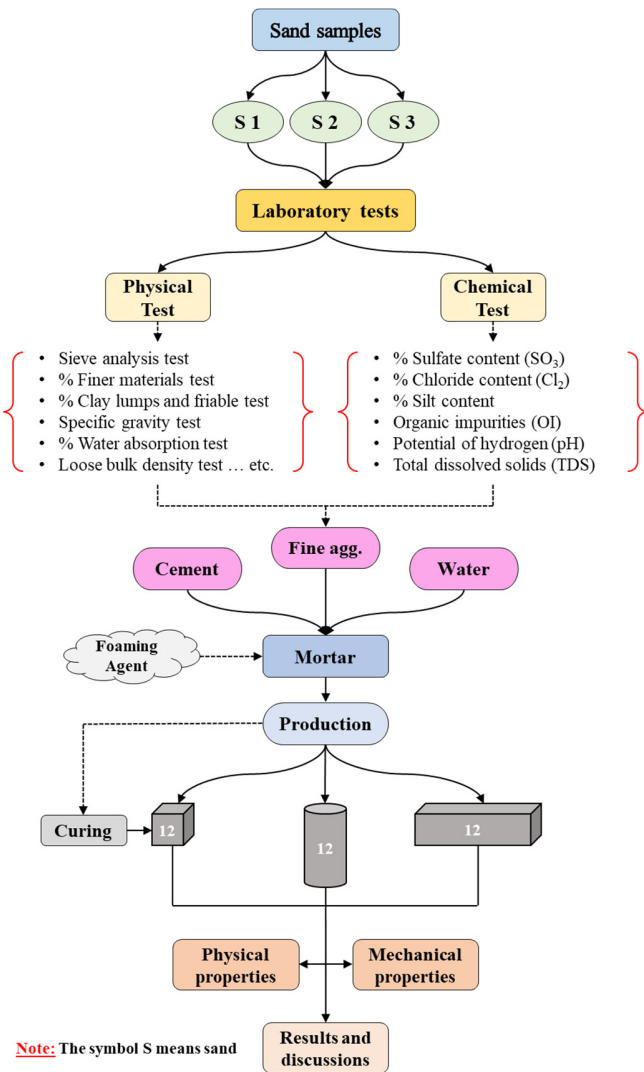 Sand samples
S 1
S 2
S 3
Laboratory tests
Physical
Test
Chemical
Test
• Sieve analysis test
• % Finer materials test
• % Clay lumps and friable test
• Specific gravity test
• % Water absorption test
• Loose bulk density test … etc.
• % Sulfate content (SO₃)
• % Chloride content (Cl₂)
• % Silt content
• Organic impurities (OI)
• Potential of hydrogen (pH)
• Total dissolved solids (TDS)
Fine agg.
Cement
Water
Foaming
Agent
Mortar
Production
Curing
12
12
12
Physical
properties
Mechanical
properties
Results and
discussions
Note: The symbol S means sand